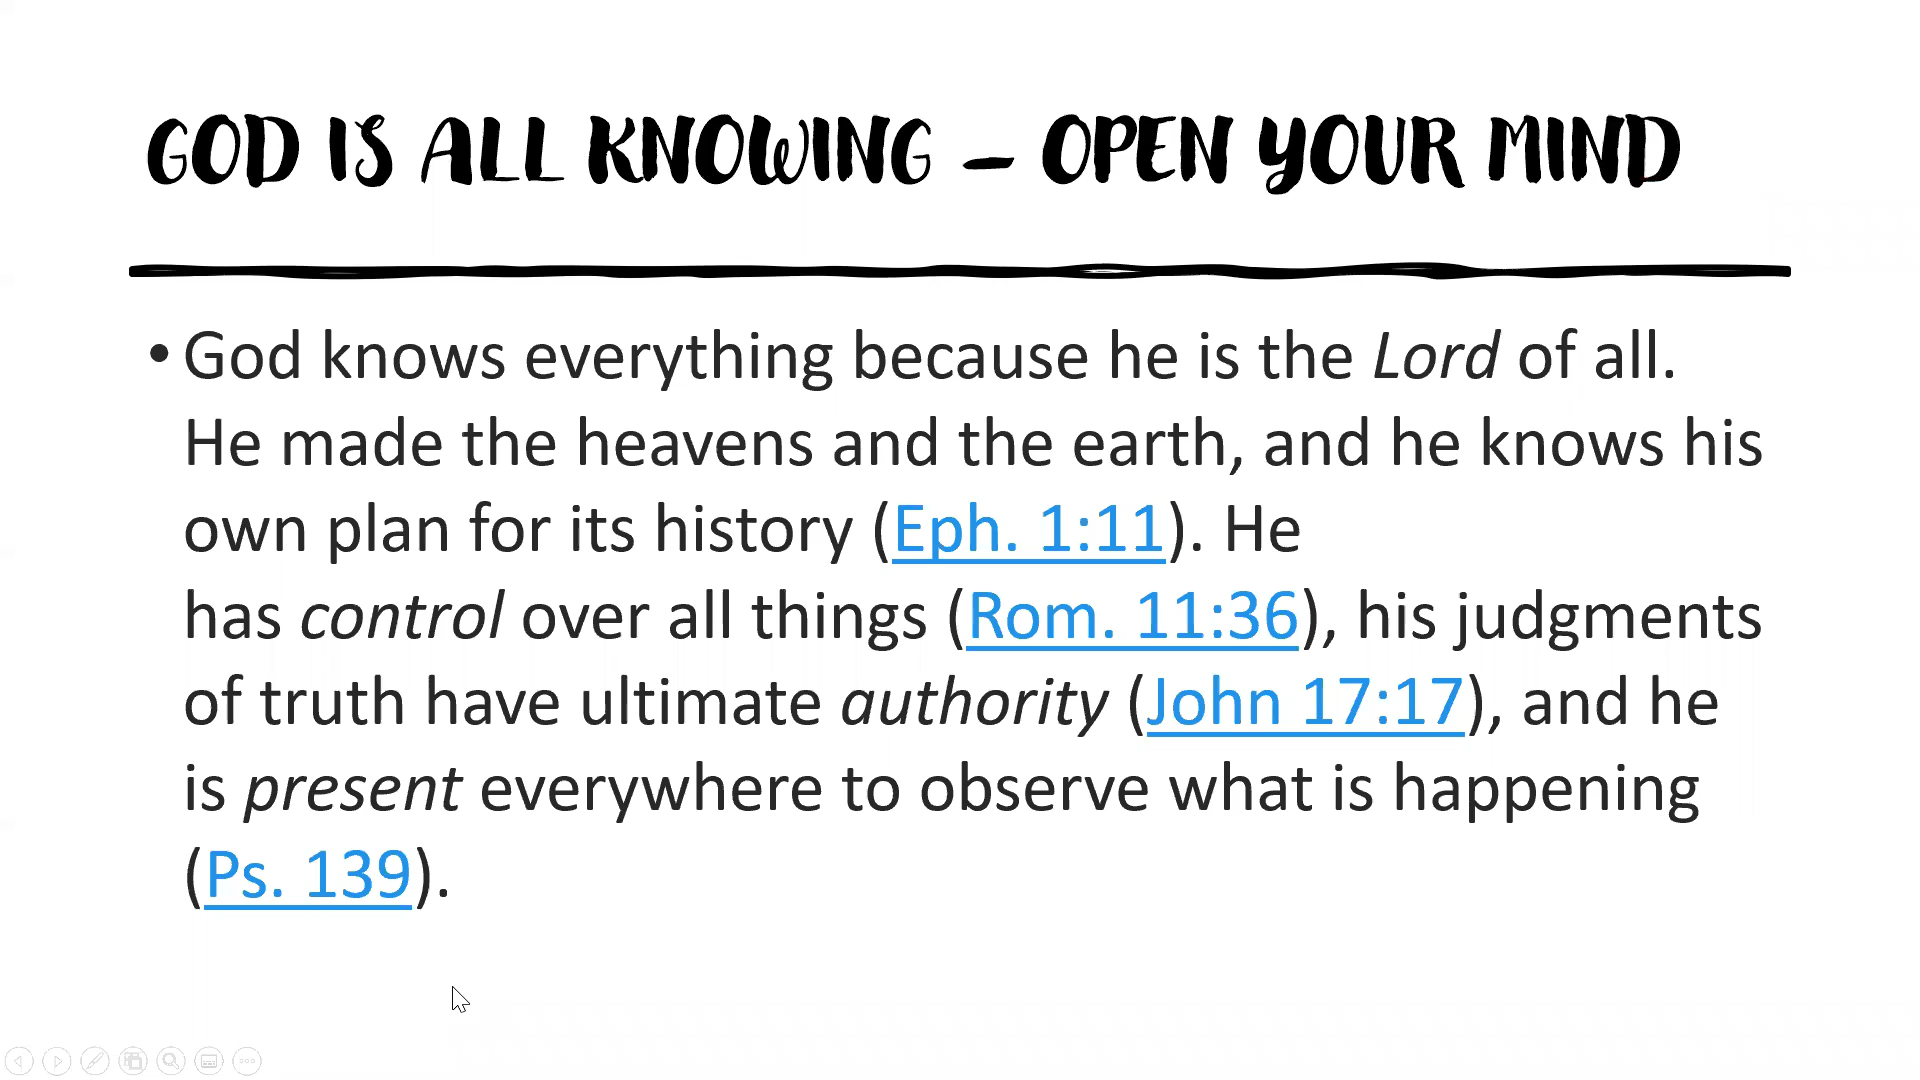 GOD IS ALL KNOWING – OPEN YOUR MIND
• God knows everything because he is the Lord of all.
He made the heavens and the earth, and he knows his
own plan for its history (Eph. 1:11). He
has control over all things (Rom. 11:36), his judgments
of truth have ultimate authority (John 17:17), and he
is present everywhere to observe what is happening
(Ps. 139).